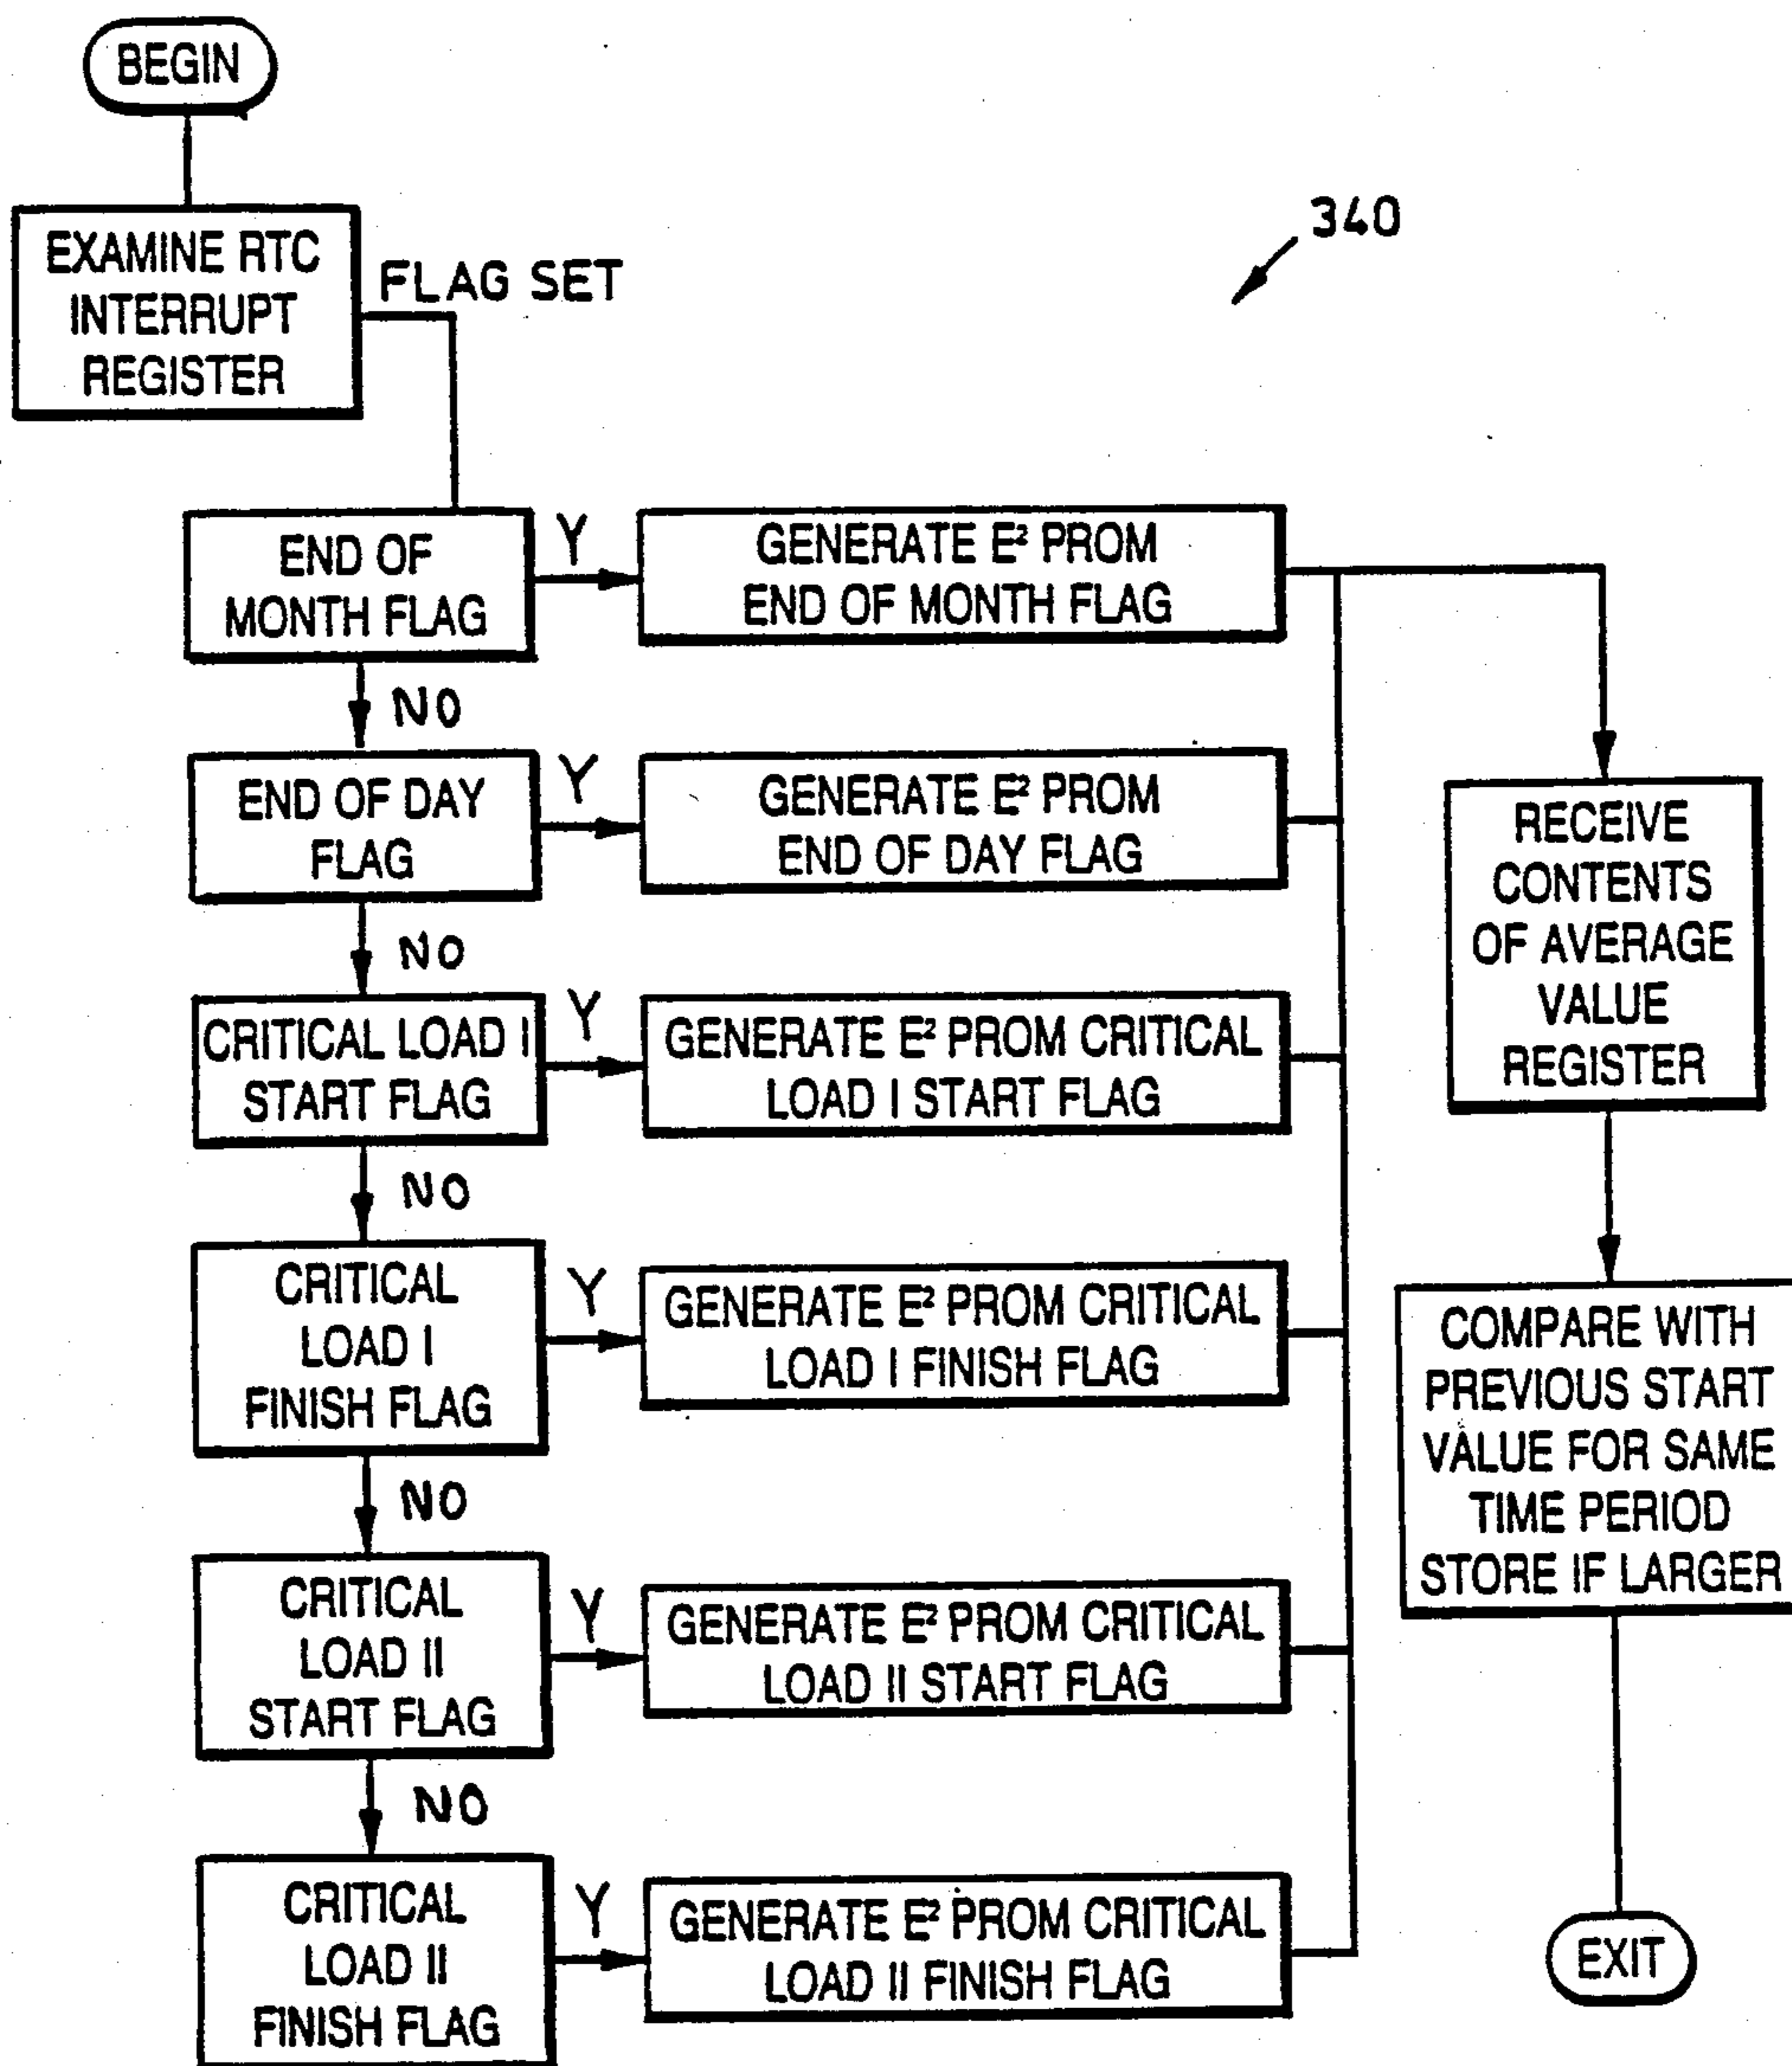 BEGIN
EXAMINE RTC
INTERRUPT
REGISTER
FLAG SET
340
END OF
MONTH FLAG
Y
GENERATE E² PROM
END OF MONTH FLAG
NO
END OF DAY
FLAG
Y
GENERATE E² PROM
END OF DAY FLAG
NO
CRITICAL LOAD I
START FLAG
Y
GENERATE E² PROM CRITICAL
LOAD I START FLAG
NO
CRITICAL
LOAD I
FINISH FLAG
Y
GENERATE E² PROM CRITICAL
LOAD I FINISH FLAG
NO
CRITICAL
LOAD II
START FLAG
Y
GENERATE E² PROM CRITICAL
LOAD II START FLAG
NO
CRITICAL
LOAD II
FINISH FLAG
Y
GENERATE E² PROM CRITICAL
LOAD II FINISH FLAG
RECEIVE
CONTENTS
OF AVERAGE
VALUE
REGISTER
COMPARE WITH
PREVIOUS START
VALUE FOR SAME
TIME PERIOD
STORE IF LARGER
EXIT